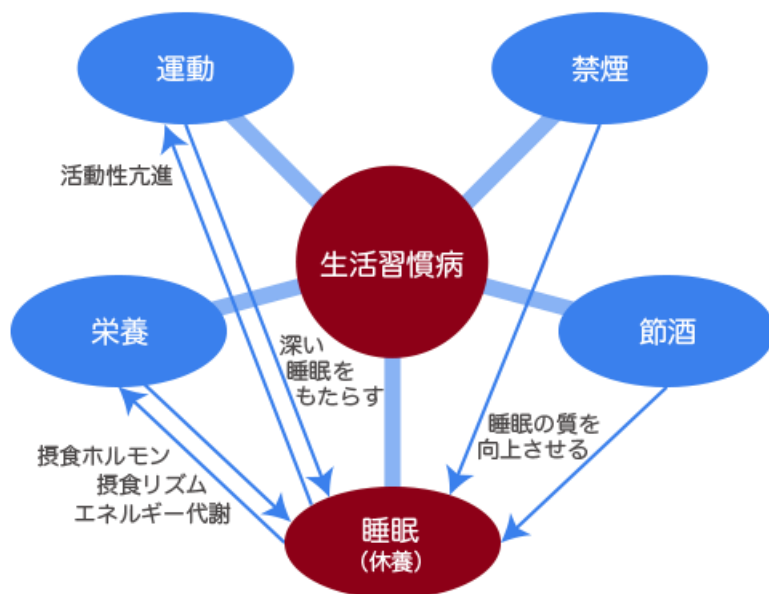 運動
禁煙
活動性亢進
生活習慣病
栄養
節酒
深い
睡眠を
もたらす
睡眠の質を
向上させる
摂食ホルモン
摂食リズム
エネルギー代謝
睡眠
(休養)